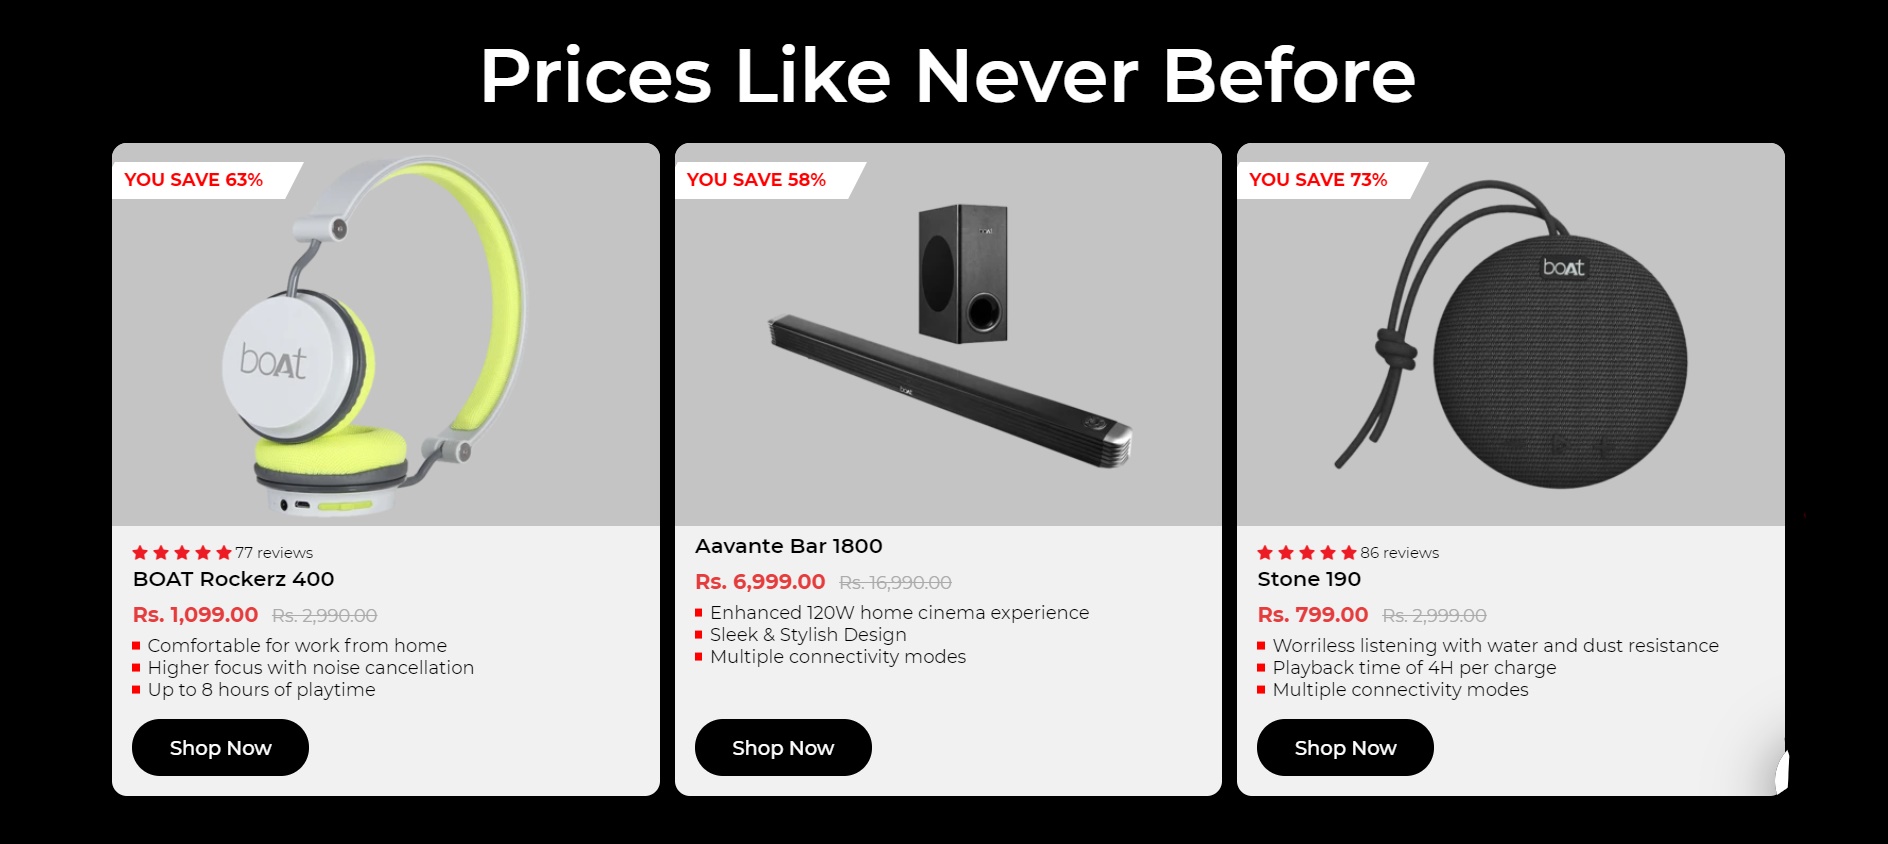 Prices Like Never Before
YOU SAVE 63%
boAt
77 reviews
BOAT Rockerz 400
Rs. 1,099.00 Rs. 2,990.00
Comfortable for work from home
Higher focus with noise cancellation
Up to 8 hours of playtime
Shop Now
YOU SAVE 58%
boAt
boAt
Aavante Bar 1800
Rs. 6,999.00 Rs. 16,990.00
Enhanced 120W home cinema experience
Sleek & Stylish Design
Multiple connectivity modes
Shop Now
YOU SAVE 73%
boAt
86 reviews
Stone 190
Rs. 799.00 Rs. 2,999.00
Worriless listening with water and dust resistance
Playback time of 4H per charge
Multiple connectivity modes
Shop Now